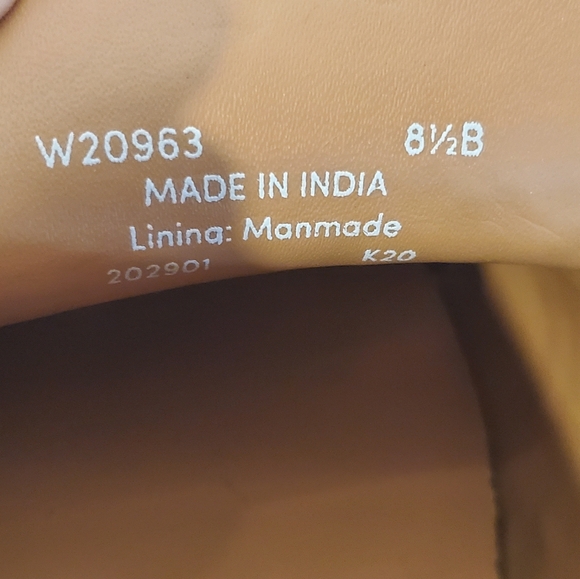 W20963 8½B
MADE IN INDIA
Lining: Manmade
202901 K20